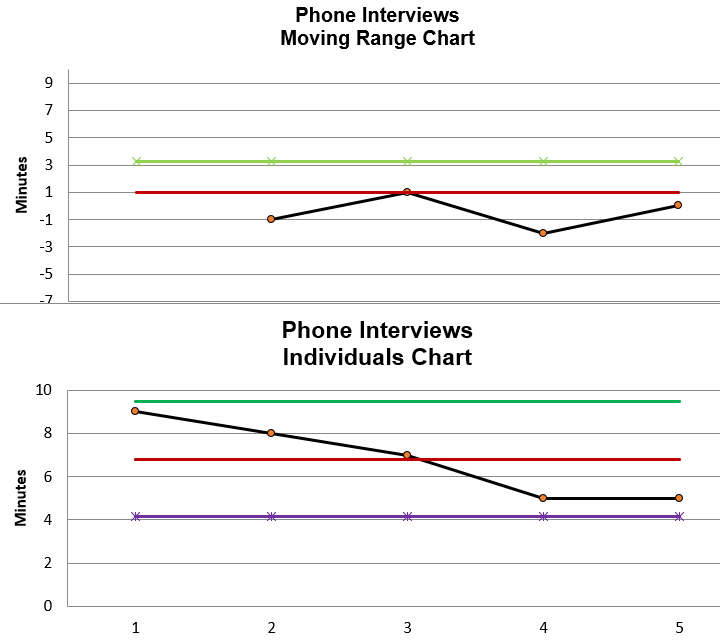 Phone Interviews
Moving Range Chart
9
7
5
3
1
-1
-3
-5
-7
Minutes
Phone Interviews
Individuals Chart
10
8
6
4
2
0
Minutes
1 2 3 4 5